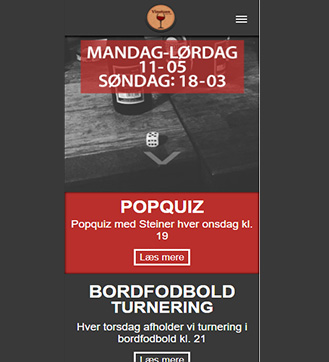 MANDAG-LØRDAG
11- 05
SØNDAG: 18-03
POPQUIZ
Popquiz med Steiner hver onsdag kl.
19
Læs mere
BORDFODBOLD
TURNERING
Hver torsdag afholder vi turnering i
bordfodbold kl. 21
Læs mere